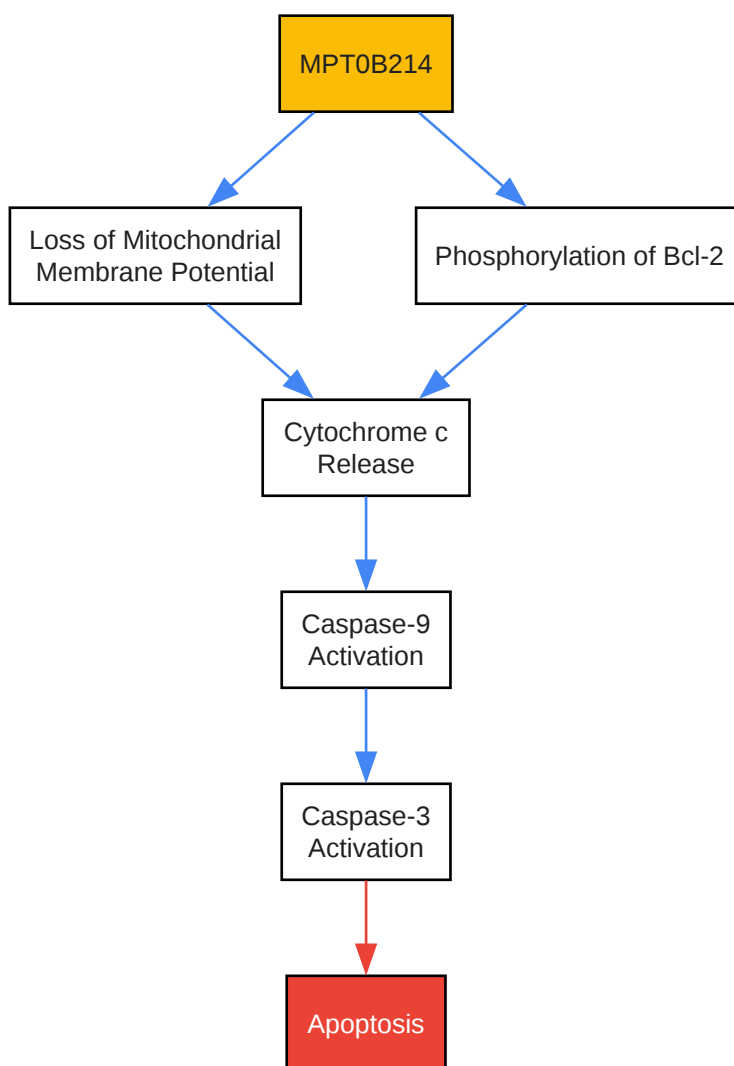 MPT0B214
Loss of Mitochondrial
Membrane Potential
Phosphorylation of Bcl-2
Cytochrome c
Release
Caspase-9
Activation
Caspase-3
Activation
Apoptosis